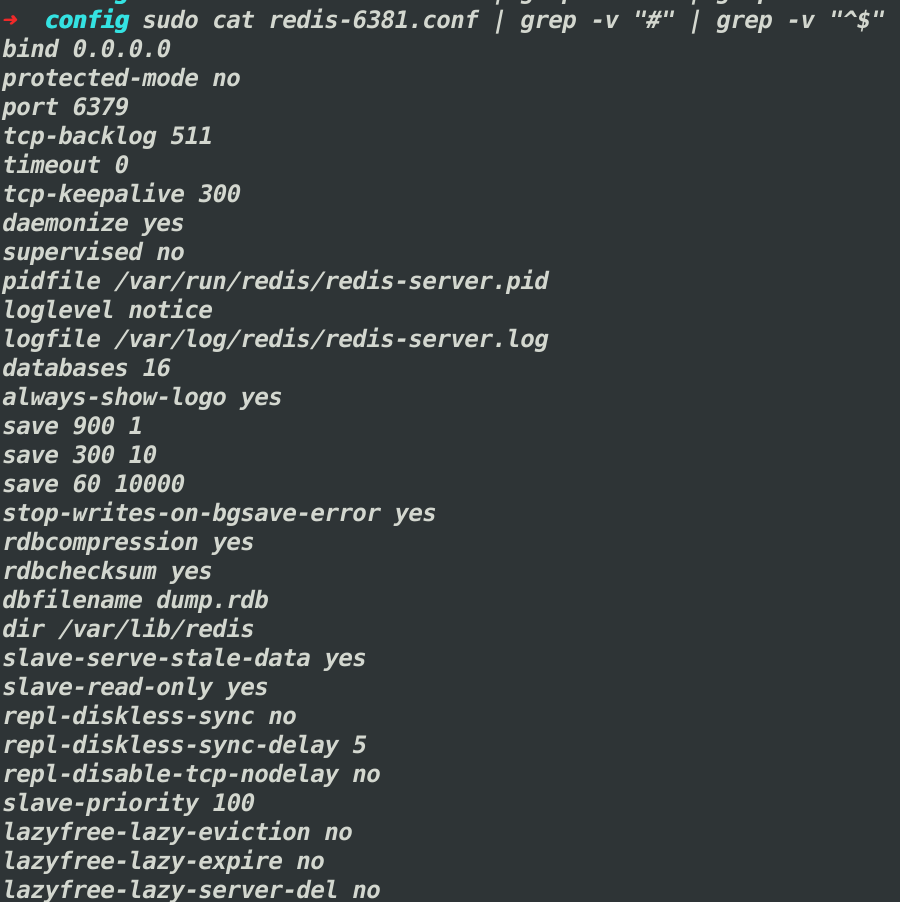 ➜ config sudo cat redis-6381.conf | grep -v "#" | grep -v "^$"
bind 0.0.0.0
protected-mode no
port 6379
tcp-backlog 511
timeout 0
tcp-keepalive 300
daemonize yes
supervised no
pidfile /var/run/redis/redis-server.pid
loglevel notice
logfile /var/log/redis/redis-server.log
databases 16
always-show-logo yes
save 900 1
save 300 10
save 60 10000
stop-writes-on-bgsave-error yes
rdbcompression yes
rdbchecksum yes
dbfilename dump.rdb
dir /var/lib/redis
slave-serve-stale-data yes
slave-read-only yes
repl-diskless-sync no
repl-diskless-sync-delay 5
repl-disable-tcp-nodelay no
slave-priority 100
lazyfree-lazy-eviction no
lazyfree-lazy-expire no
lazyfree-lazy-server-del no